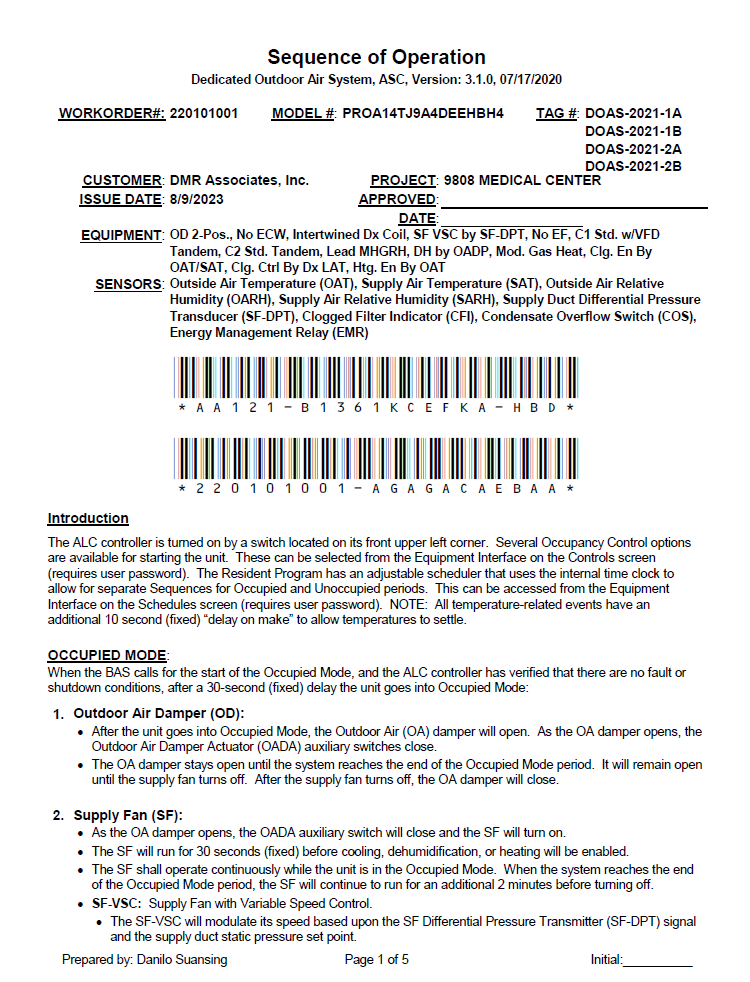 Sequence of Operation
Dedicated Outdoor Air System, ASC, Version: 3.1.0, 07/17/2020
WORKORDER#: 220101001 MODEL #: PROA14TJ9A4DEEHBH4 TAG #: DOAS-2021-1A
DOAS-2021-1B
DOAS-2021-2A
DOAS-2021-2B
CUSTOMER: DMR Associates, Inc. PROJECT: 9808 MEDICAL CENTER
ISSUE DATE: 8/9/2023 APPROVED:
DATE:
EQUIPMENT: OD 2-Pos., No ECW, Intertwined Dx Coil, SF VSC by SF-DPT, No EF, C1 Std. w/VFD
Tandem, C2 Std. Tandem, Lead MHGRH, DH by OADP, Mod. Gas Heat, Clg. En By
OAT/SAT, Clg. Ctrl By Dx LAT, Htg. En By OAT
SENSORS: Outside Air Temperature (OAT), Supply Air Temperature (SAT), Outside Air Relative
Humidity (OARH), Supply Air Relative Humidity (SARH), Supply Duct Differential Pressure
Transducer (SF-DPT), Clogged Filter Indicator (CFI), Condensate Overflow Switch (COS),
Energy Management Relay (EMR)
* A A 1 2 1 - B 1 3 6 1 K C E F K A - H B D *
* 2 2 0 1 0 1 0 0 1 - A G A G A C A E B A A *
Introduction
The ALC controller is turned on by a switch located on its front upper left corner. Several Occupancy Control options
are available for starting the unit. These can be selected from the Equipment Interface on the Controls screen
(requires user password). The Resident Program has an adjustable scheduler that uses the internal time clock to
allow for separate Sequences for Occupied and Unoccupied periods. This can be accessed from the Equipment
Interface on the Schedules screen (requires user password). NOTE: All temperature-related events have an
additional 10 second (fixed) “delay on make” to allow temperatures to settle.
OCCUPIED MODE:
When the BAS calls for the start of the Occupied Mode, and the ALC controller has verified that there are no fault or
shutdown conditions, after a 30-second (fixed) delay the unit goes into Occupied Mode:
1. Outdoor Air Damper (OD):
• After the unit goes into Occupied Mode, the Outdoor Air (OA) damper will open. As the OA damper opens, the
Outdoor Air Damper Actuator (OADA) auxiliary switches close.
• The OA damper stays open until the system reaches the end of the Occupied Mode period. It will remain open
until the supply fan turns off. After the supply fan turns off, the OA damper will close.
2. Supply Fan (SF):
• As the OA damper opens, the OADA auxiliary switch will close and the SF will turn on.
• The SF will run for 30 seconds (fixed) before cooling, dehumidification, or heating will be enabled.
• The SF shall operate continuously while the unit is in the Occupied Mode. When the system reaches the end
of the Occupied Mode period, the SF will continue to run for an additional 2 minutes before turning off.
• SF-VSC: Supply Fan with Variable Speed Control.
• The SF-VSC will modulate its speed based upon the SF Differential Pressure Transmitter (SF-DPT) signal
and the supply duct static pressure set point.
Prepared by: Danilo Suansing Page 1 of 5 Initial: